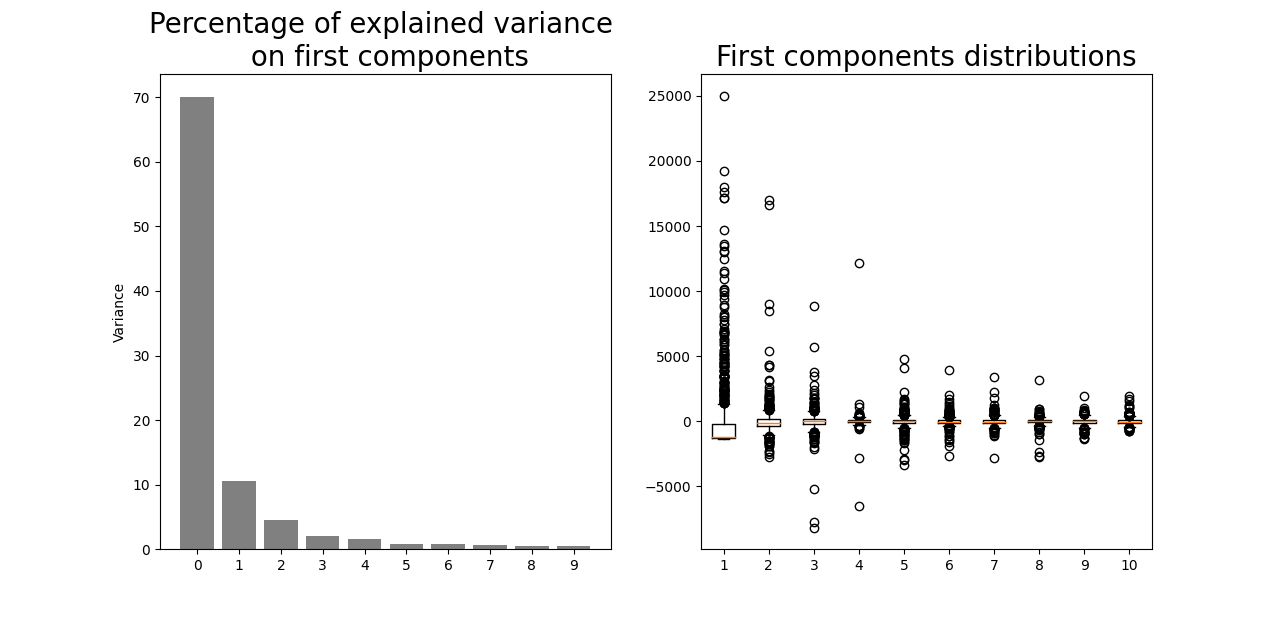 Percentage of explained variance
on first components
70
60
50
40
30
20
10
0
Variance
0 1 2 3 4 5 6 7 8 9
First components distributions
25000
20000
15000
10000
5000
0
−5000
1 2 3 4 5 6 7 8 9 10